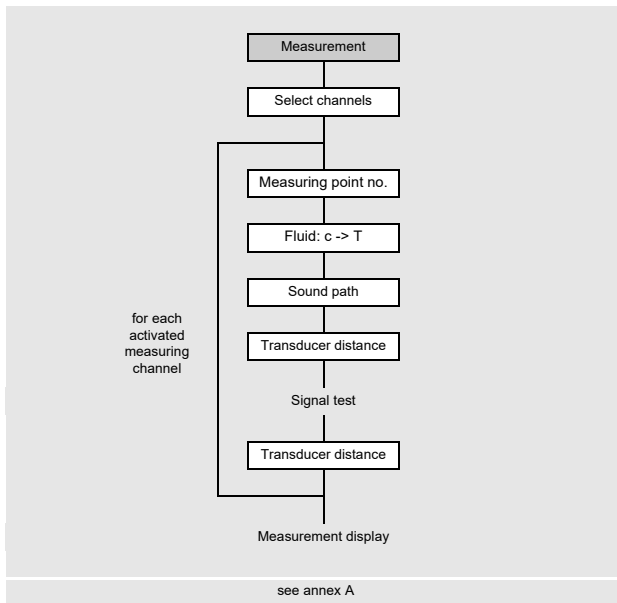 Measurement
Select channels
Measuring point no.
Fluid: c -> T
Sound path
for each
activated
measuring
channel
Transducer distance
Signal test
Transducer distance
Measurement display
see annex A